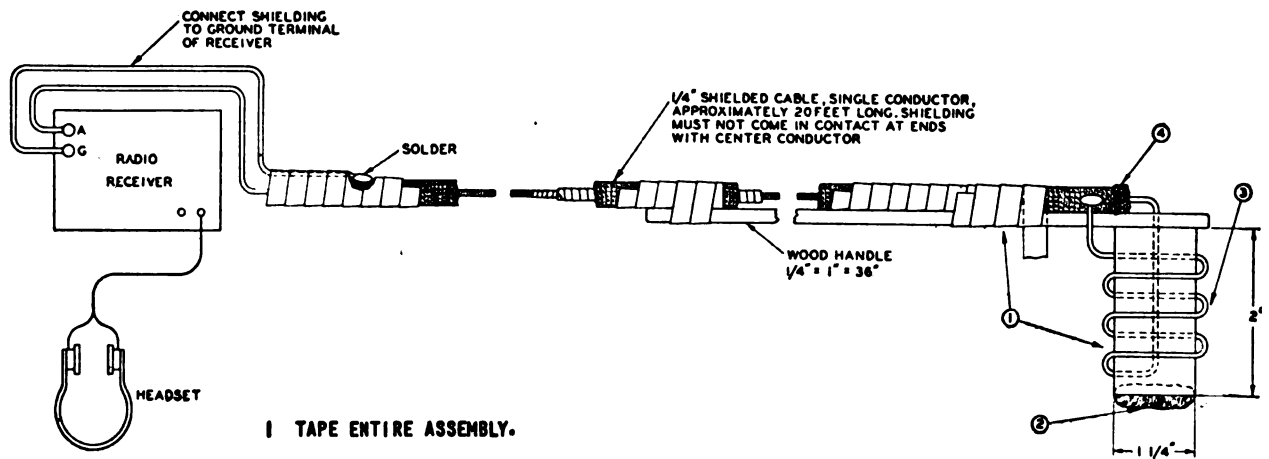 CONNECT SHIELDING
TO GROUND TERMINAL
OF RECEIVER
1/4" SHIELDED CABLE, SINGLE CONDUCTOR,
APPROXIMATELY 20 FEET LONG. SHIELDING
MUST NOT COME IN CONTACT AT ENDS
WITH CENTER CONDUCTOR
A
G
RADIO
RECEIVER
SOLDER
4
3
WOOD HANDLE
1/4" x 1" x 36"
1
2"
HEADSET
2
1 1/4"
1 TAPE ENTIRE ASSEMBLY.